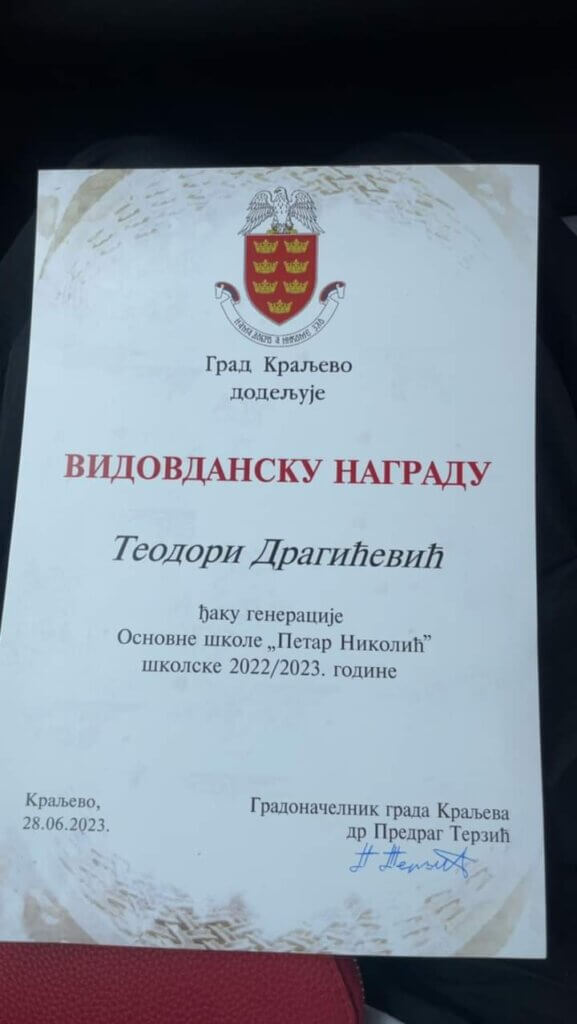 Град Краљево
додељује
ВИДОВДАНСКУ НАГРАДУ
Теодори Драгићевић
ђаку генерације
Основне школе „Петар Николић”
школске 2022/2023. године
Краљево,
28.06.2023.
Градоначелник града Краљева
др Предраг Терзић